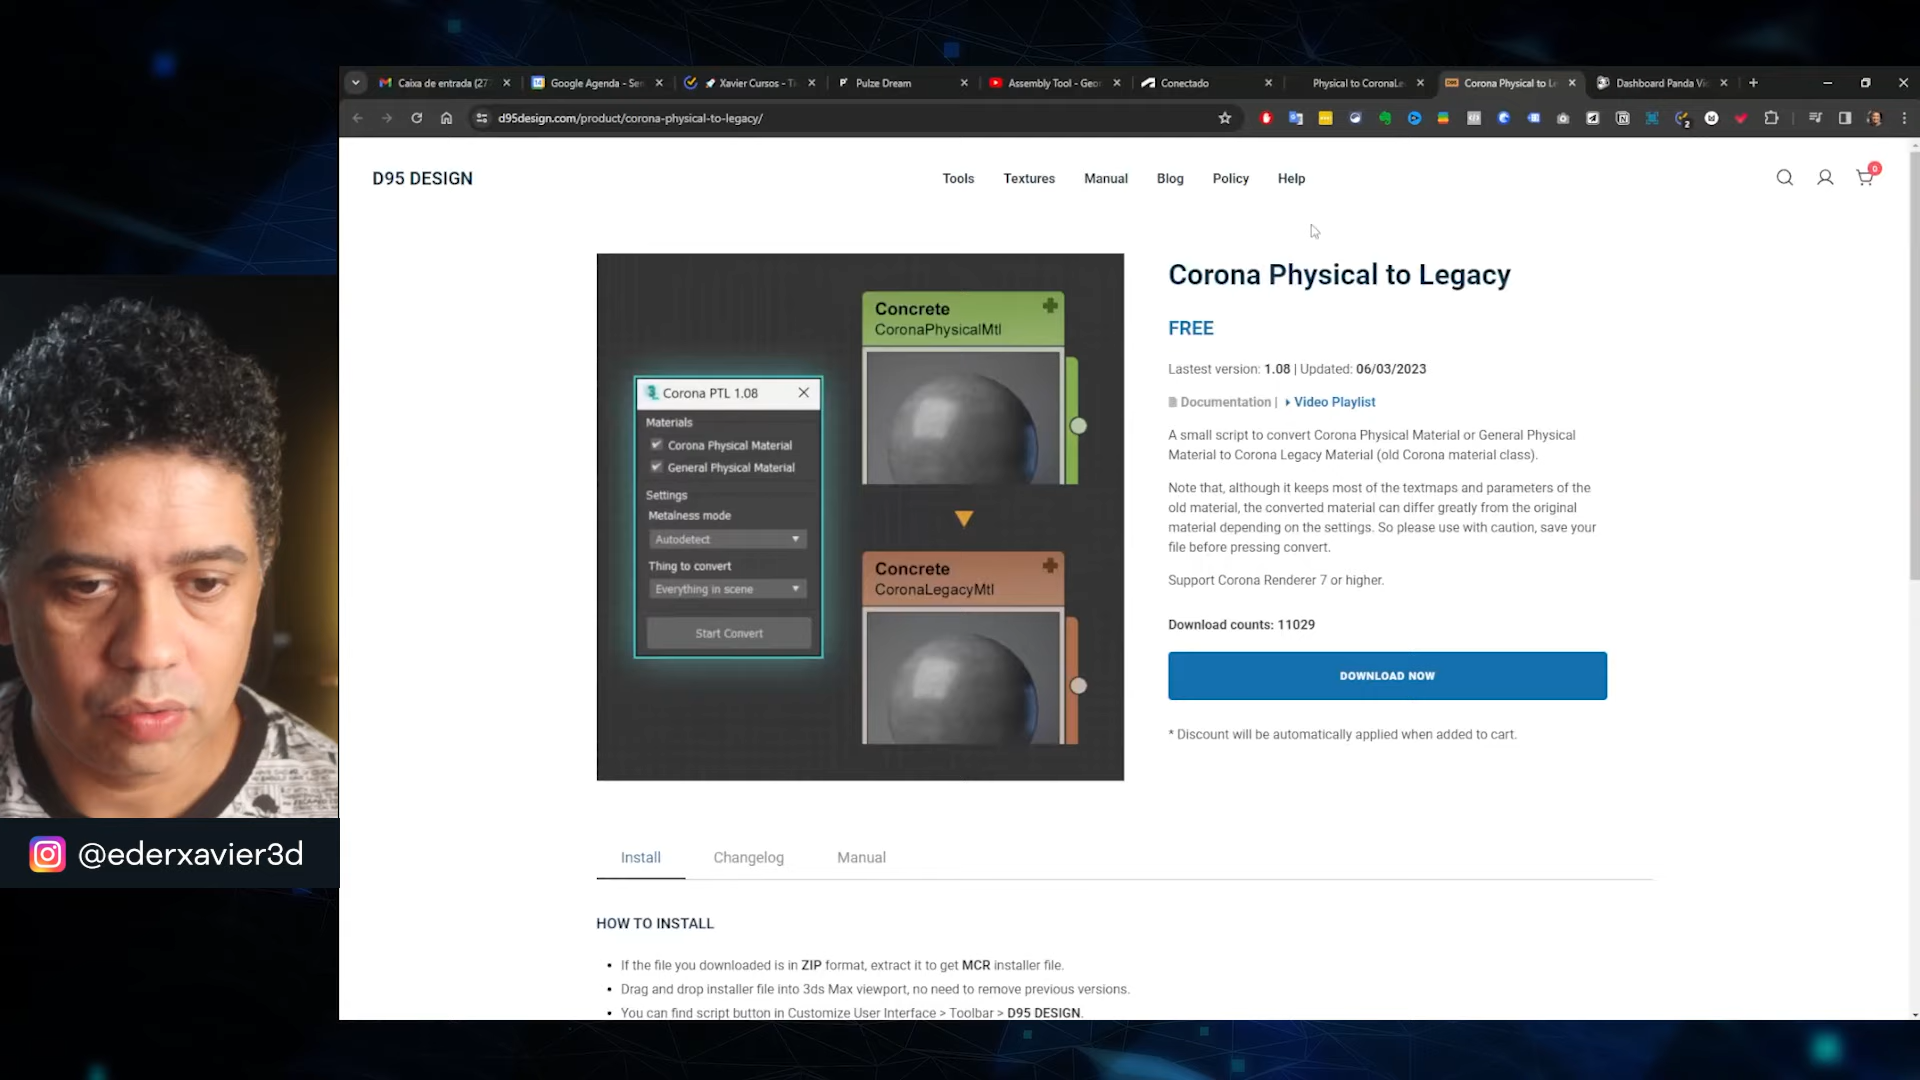 Caixa de entrada (27
Google Agenda - Sem
Xavier Cursos - Ti
Pulze Dream
Assembly Tool - Geo
Conectado
Physical to CoronaLe
Corona Physical to Le
Dashboard Panda Vi
d95design.com/product/corona-physical-to-legacy/
D95 DESIGN
Tools
Textures
Manual
Blog
Policy
Help
0
Concrete
CoronaPhysicalMtl
Corona PTL 1.08
Materials
Corona Physical Material
General Physical Material
Settings
Metalness mode
Autodetect
Thing to convert
Everything in scene
Start Convert
Concrete
CoronaLegacyMtl
Corona Physical to Legacy
FREE
Lastest version: 1.08 | Updated: 06/03/2023
Documentation | Video Playlist
A small script to convert Corona Physical Material or General Physical
Material to Corona Legacy Material (old Corona material class).
Note that, although it keeps most of the textmaps and parameters of the
old material, the converted material can differ greatly from the original
material depending on the settings. So please use with caution, save your
file before pressing convert.
Support Corona Renderer 7 or higher.
Download counts: 11029
DOWNLOAD NOW
* Discount will be automatically applied when added to cart.
Install
Changelog
Manual
HOW TO INSTALL
• If the file you downloaded is in ZIP format, extract it to get MCR installer file.
• Drag and drop installer file into 3ds Max viewport, no need to remove previous versions.
• You can find script button in Customize User Interface > Toolbar > D95 DESIGN.
@ederxavier3d